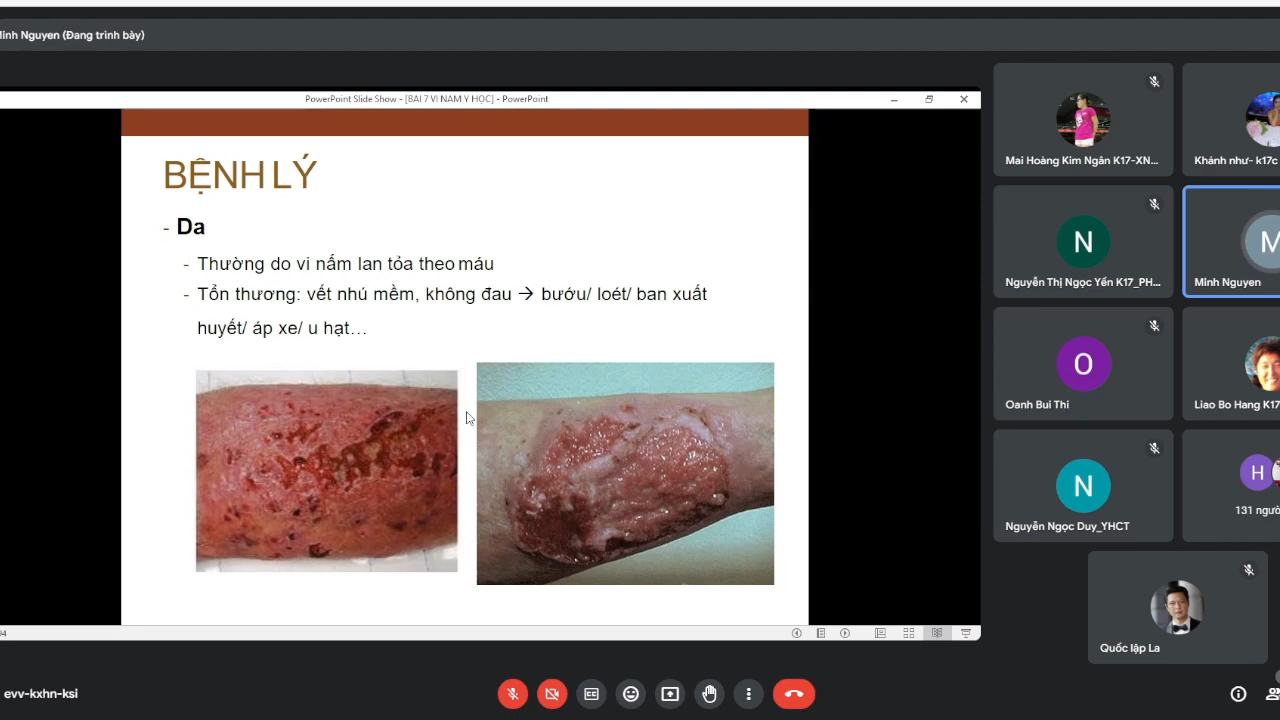 Minh Nguyen (Đang trình bày)
PowerPoint Slide Show - [BAI 7 VI NAM Y HỌC] - PowerPoint
BỆNH LÝ
- Da
- Thường do vi nấm lan tỏa theo máu
- Tổn thương: vết nhú mềm, không đau → bướu/ loét/ ban xuất
huyết/ áp xe/ u hạt...
Mai Hoàng Kim Ngân K17-XN...
Khánh như- k17c
N
Nguyễn Thị Ngọc Yến K17_PH...
M
Minh Nguyen
O
Oanh Bui Thi
Liao Bo Hang K17
N
Nguyễn Ngọc Duy_YHCT
H
131 ngườ
Quốc lập La
evv-kxhn-ksi